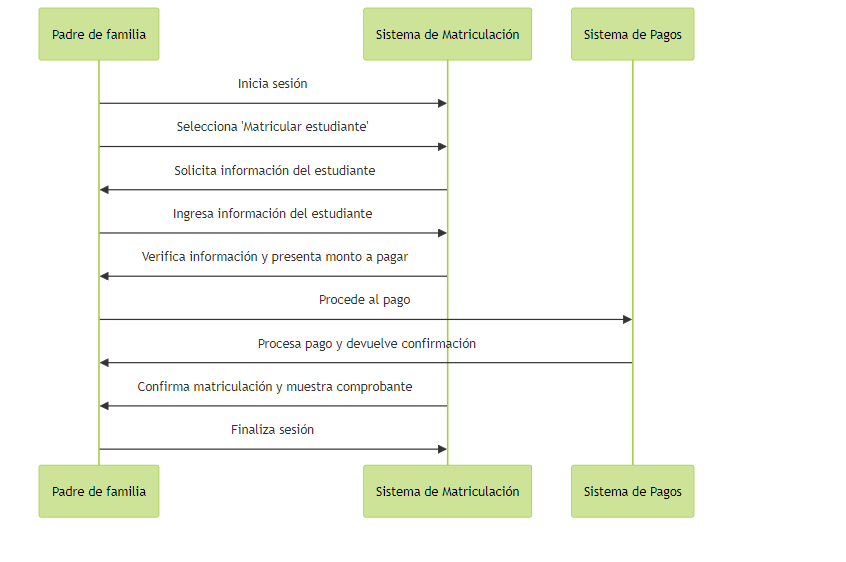 Padre de familia
Sistema de Matriculación
Sistema de Pagos
Inicia sesión
Selecciona 'Matricular estudiante'
Solicita información del estudiante
Ingresa información del estudiante
Verifica información y presenta monto a pagar
Procede al pago
Procesa pago y devuelve confirmación
Confirma matriculación y muestra comprobante
Finaliza sesión
Padre de familia
Sistema de Matriculación
Sistema de Pagos